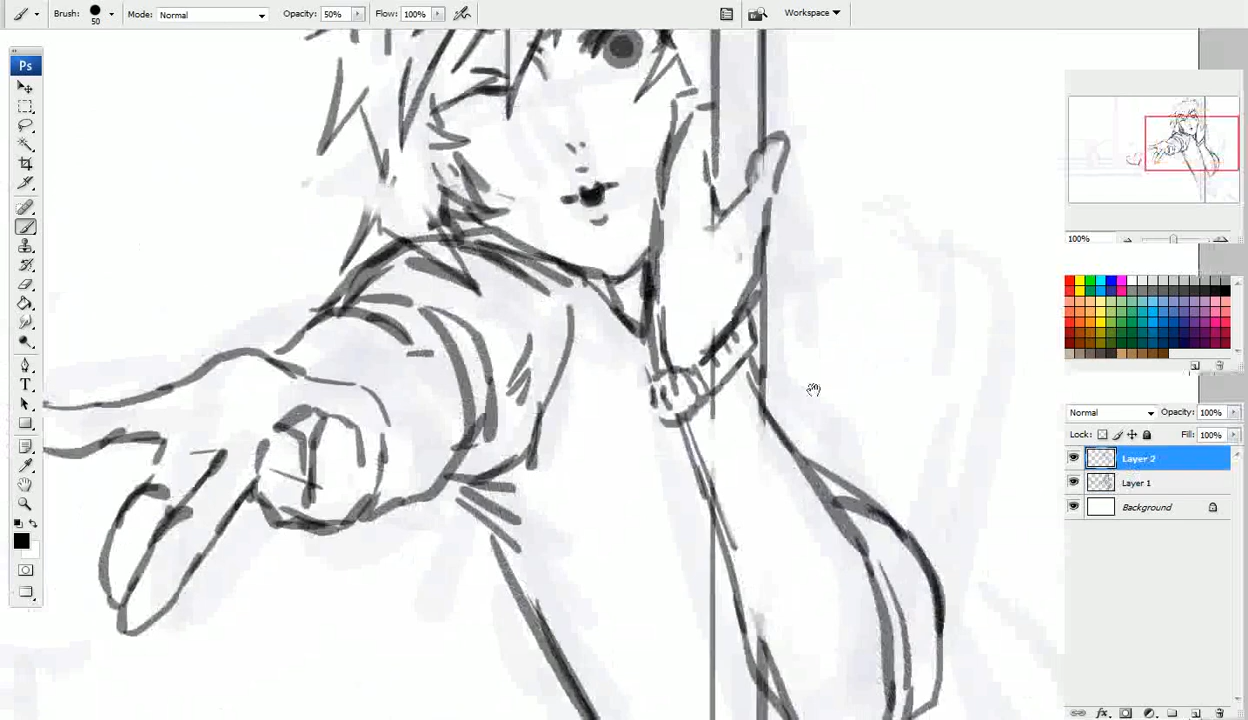 Brush: 50 Mode: Normal Opacity: 50% Flow: 100% Workspace
Ps
T
100%
Normal Opacity: 100%
Lock: Fill: 100%
Layer 2
Layer 1
Background
fx